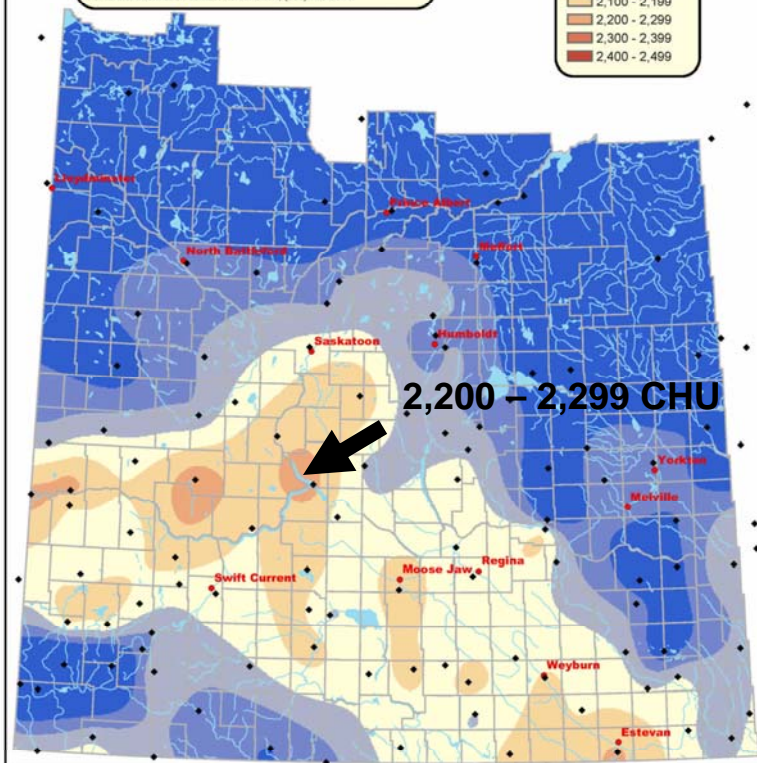 2,100 - 2,199
2,200 - 2,299
2,300 - 2,399
2,400 - 2,499
Lloydminster
Prince Albert
North Battleford
Melfort
Saskatoon
Humboldt
2,200 – 2,299 CHU
Yorkton
Melville
Regina
Moose Jaw
Swift Current
Weyburn
Estevan